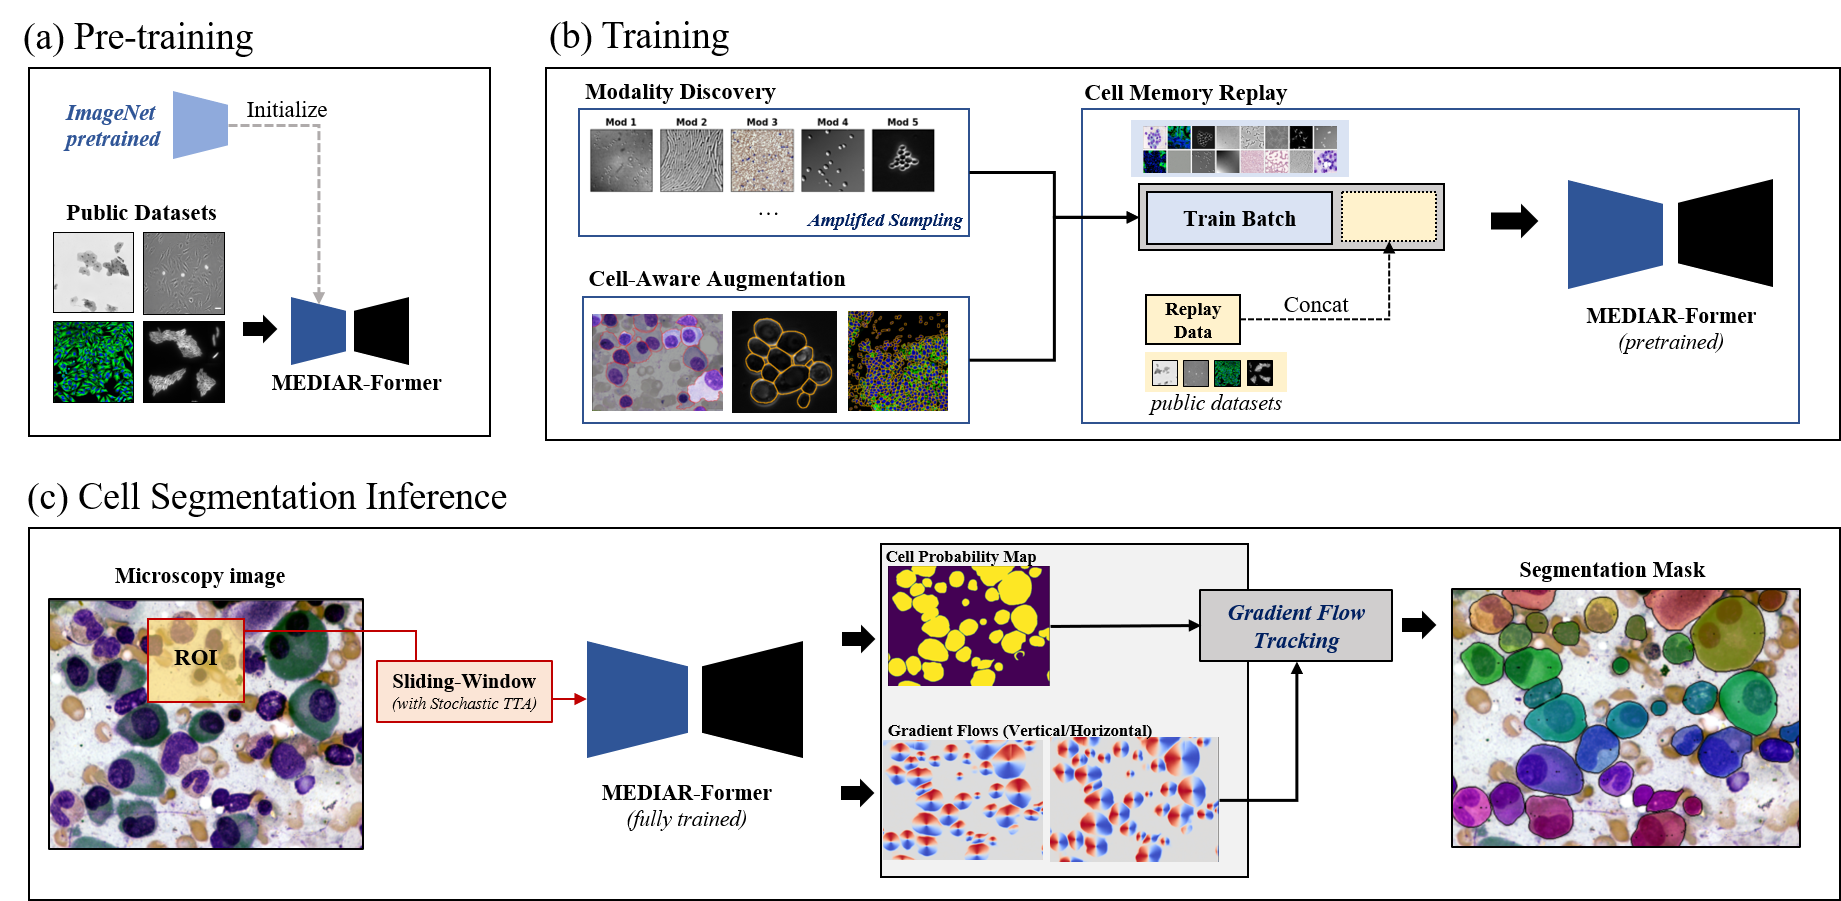 (a) Pre-training
ImageNet
pretrained
Initialize
Public Datasets
MEDIAR-Former
(b) Training
Modality Discovery
Mod 1 Mod 2 Mod 3 Mod 4 Mod 5
...
Amplified Sampling
Cell-Aware Augmentation
Cell Memory Replay
Train Batch
Replay
Data
Concat
public datasets
MEDIAR-Former
(pretrained)
(c) Cell Segmentation Inference
Microscopy image
ROI
Sliding-Window
(with Stochastic TTA)
MEDIAR-Former
(fully trained)
Cell Probability Map
Gradient Flows (Vertical/Horizontal)
Gradient Flow
Tracking
Segmentation Mask